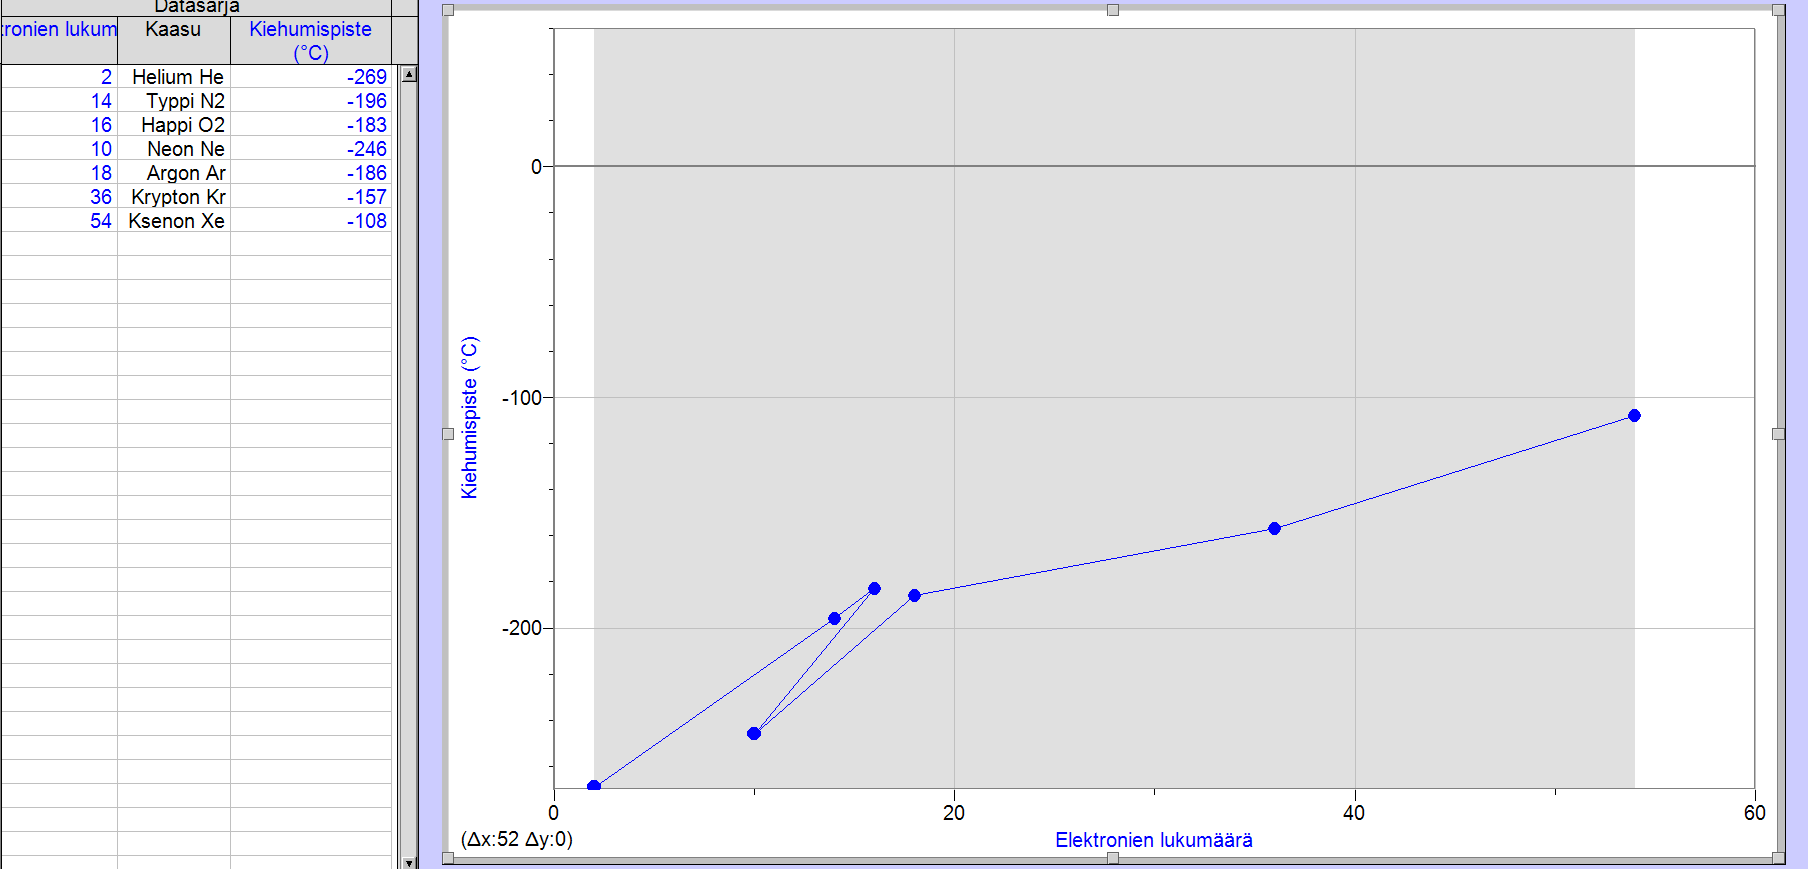 Datasarja
tronien lukum Kaasu Kiehumispiste
(°C)
2 Helium He -269
14 Typpi N2 -196
16 Happi O2 -183
10 Neon Ne -246
18 Argon Ar -186
36 Krypton Kr -157
54 Ksenon Xe -108
Kiehumispiste (°C)
0
-100
-200
0 20 40 60
(Δx:52 Δy:0)
Elektronien lukumäärä